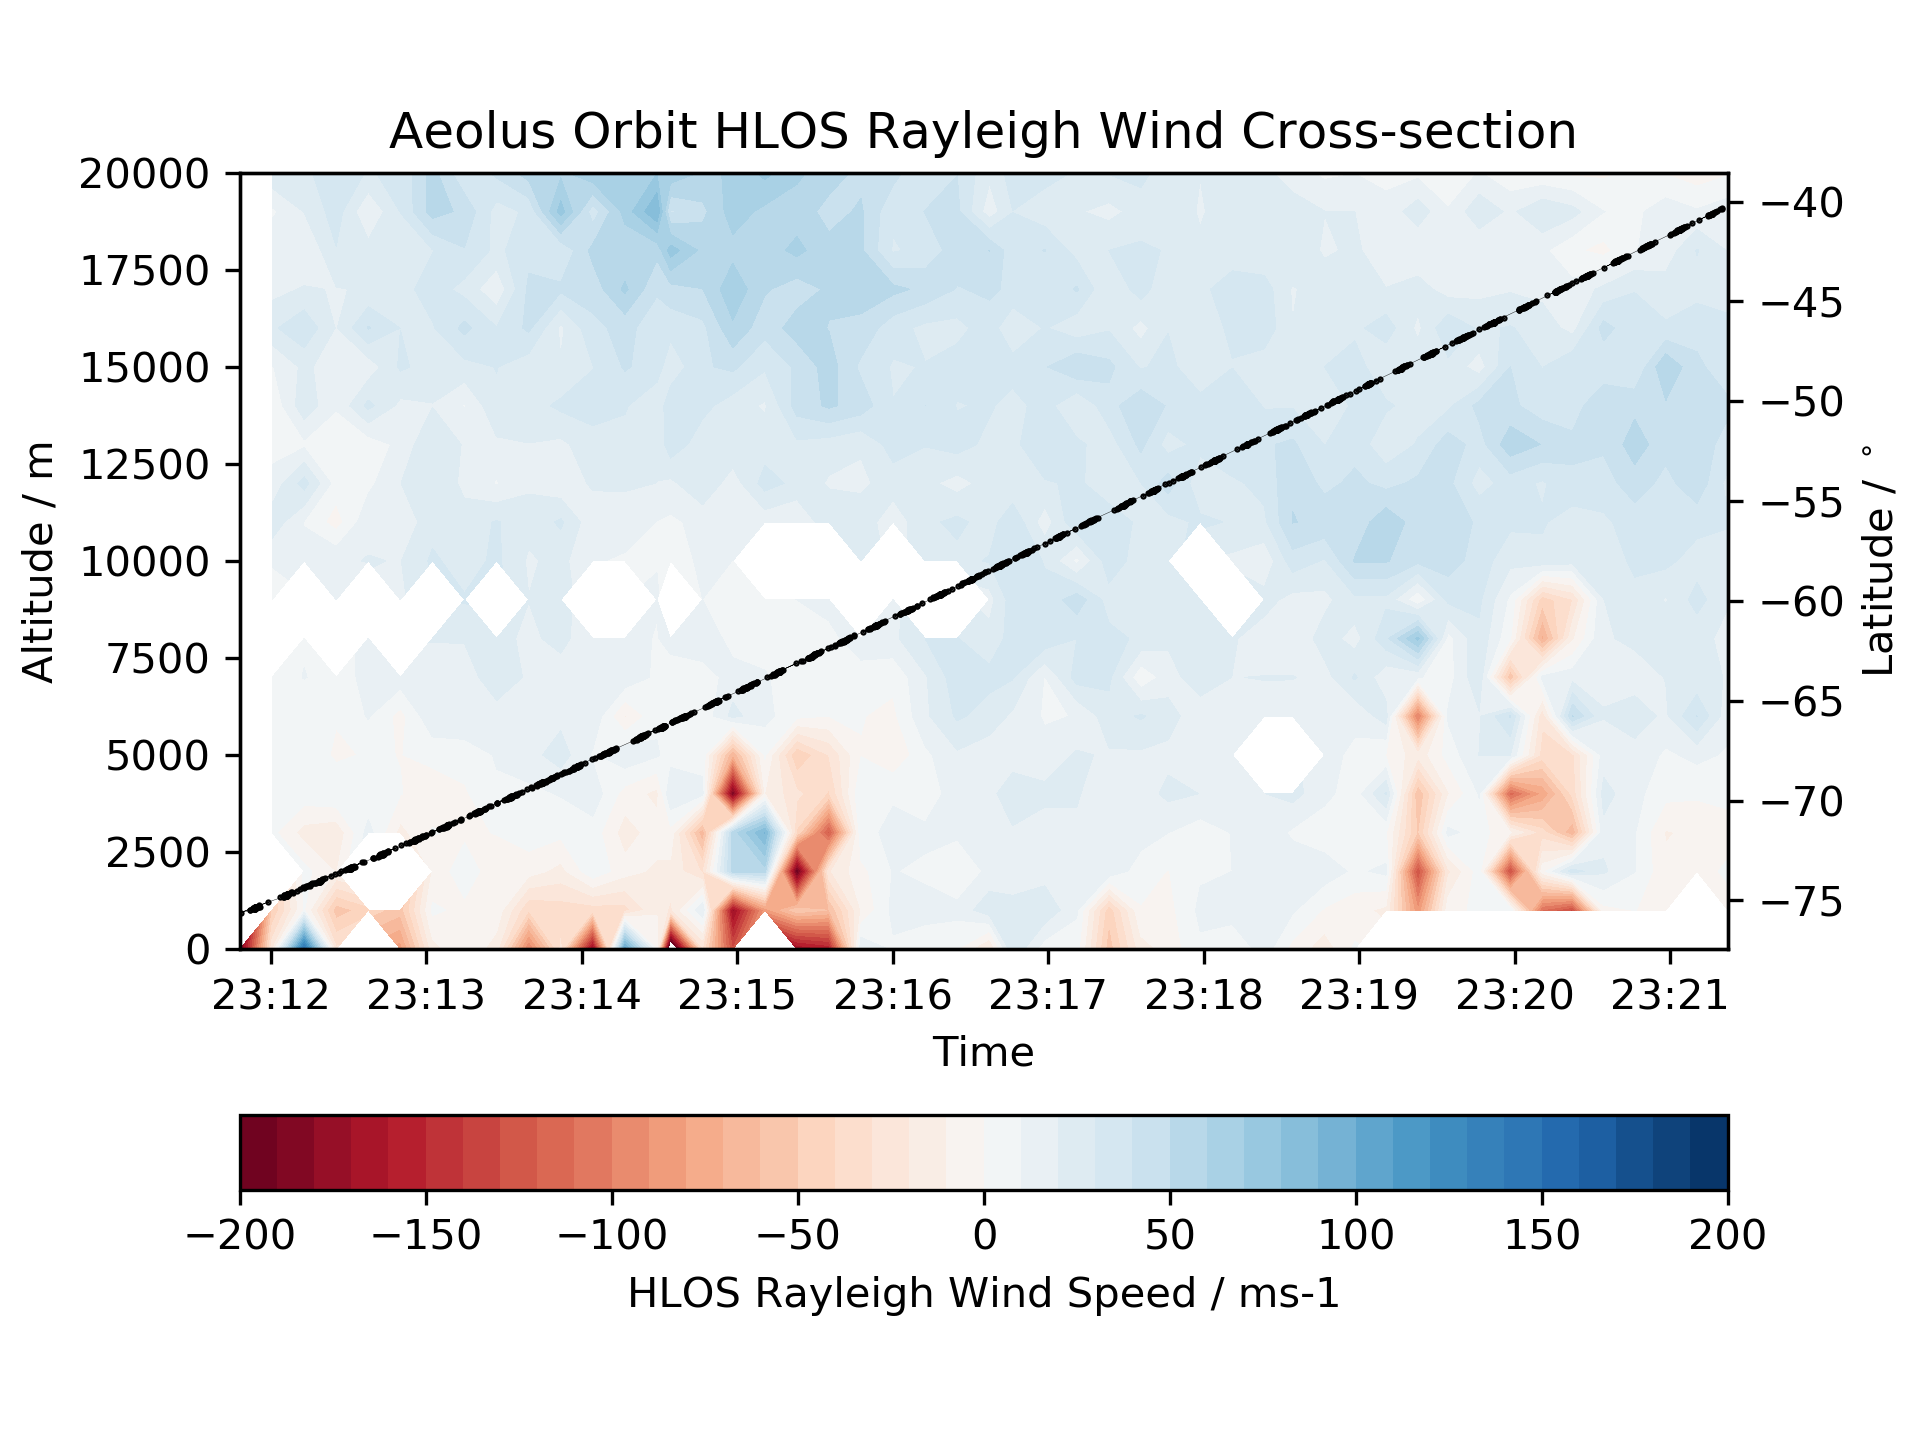 Aeolus Orbit HLOS Rayleigh Wind Cross-section
20000
17500
15000
12500
10000
7500
5000
2500
0
Altitude / m
−40
−45
−50
−55
−60
−65
−70
−75
Latitude / °
23:12 23:13 23:14 23:15 23:16 23:17 23:18 23:19 23:20 23:21
Time
−200 −150 −100 −50 0 50 100 150 200
HLOS Rayleigh Wind Speed / ms-1